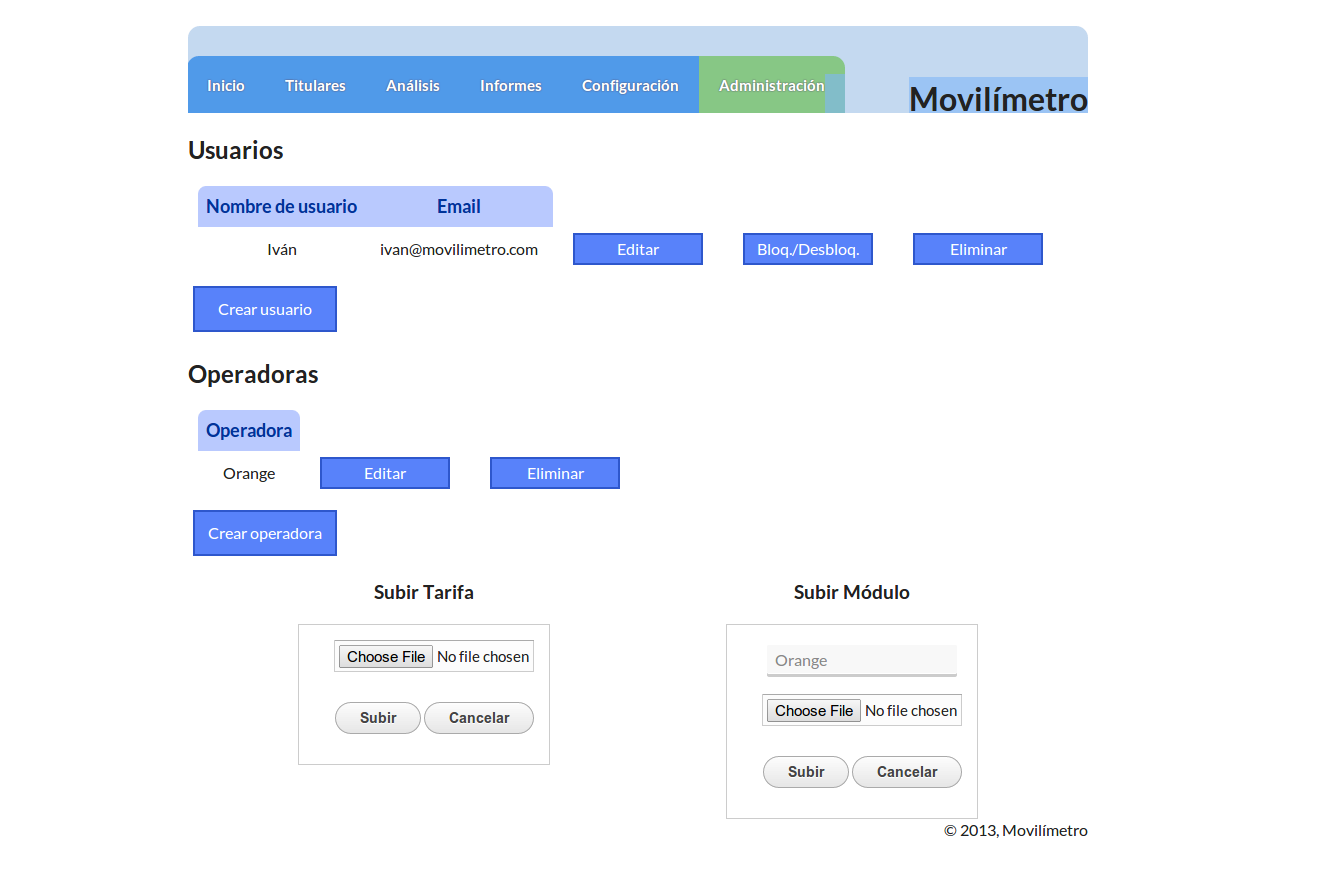 Inicio Titulares Análisis Informes Configuración Administración Movilímetro
Usuarios
Nombre de usuario Email
Iván ivan@movilimetro.com Editar Bloq./Desbloq. Eliminar
Crear usuario
Operadoras
Operadora
Orange Editar Eliminar
Crear operadora
Subir Tarifa
Choose File No file chosen
Subir Cancelar
Subir Módulo
Orange
Choose File No file chosen
Subir Cancelar
© 2013, Movilímetro